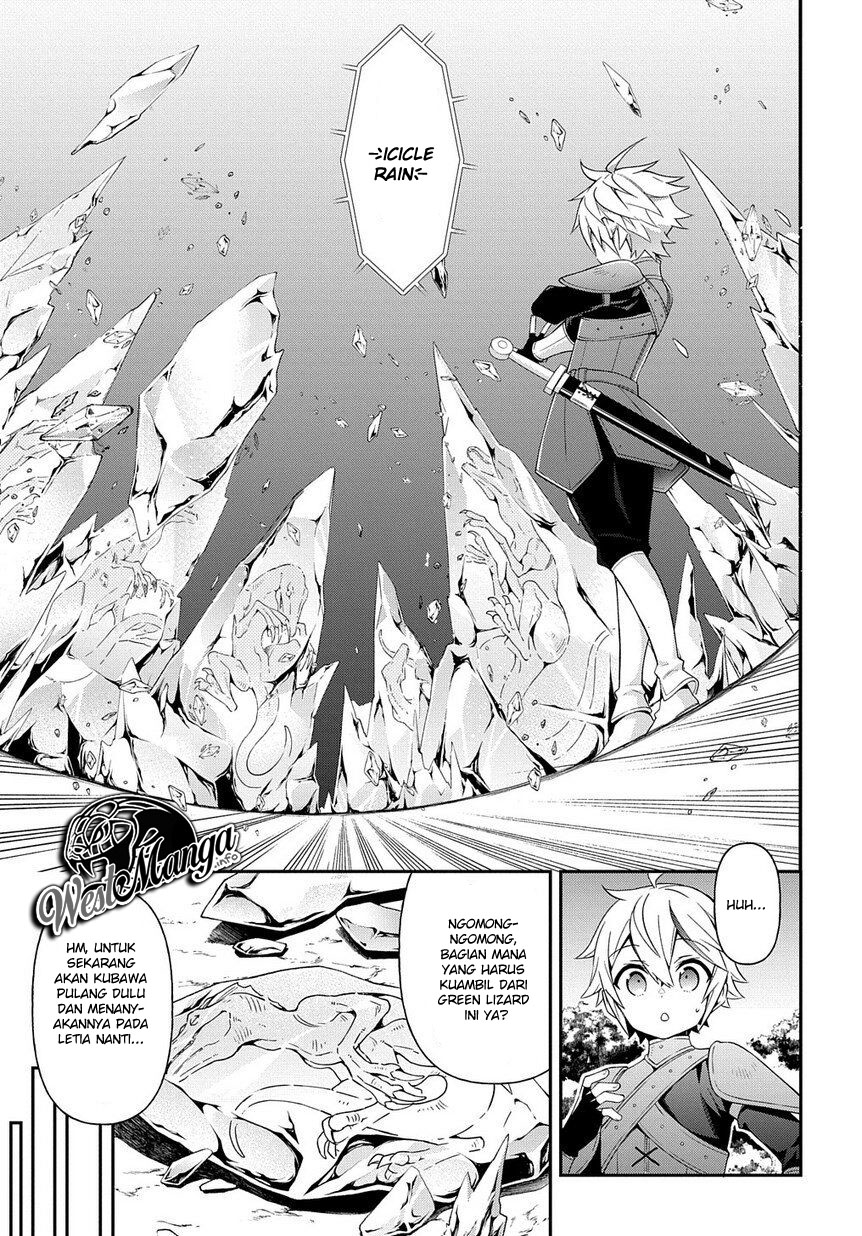 ICICLE
RAIN
HUH...
NGOMONG-
NGOMONG,
BAGIAN MANA
YANG HARUS
KUAMBIL DARI
GREEN LIZARD
INI YA?
HM, UNTUK
SEKARANG
AKAN KUBAWA
PULANG DULU
DAN MENANY-
AKANNYA PADA
LETIA NANTI...
WestManga
.info